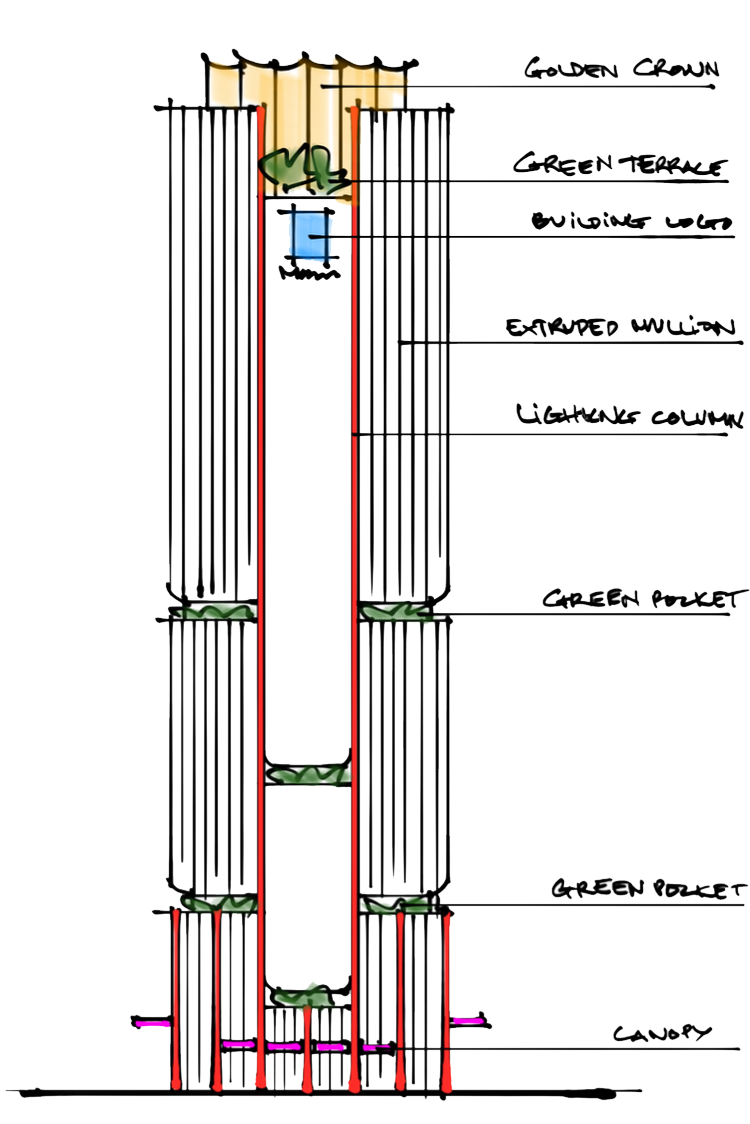 GOLDEN CROWN
GREEN TERRACE
BUILDING LOGO
EXTRUDED MULLION
LIGHTING COLUMN
GREEN POCKET
GREEN POCKET
CANOPY